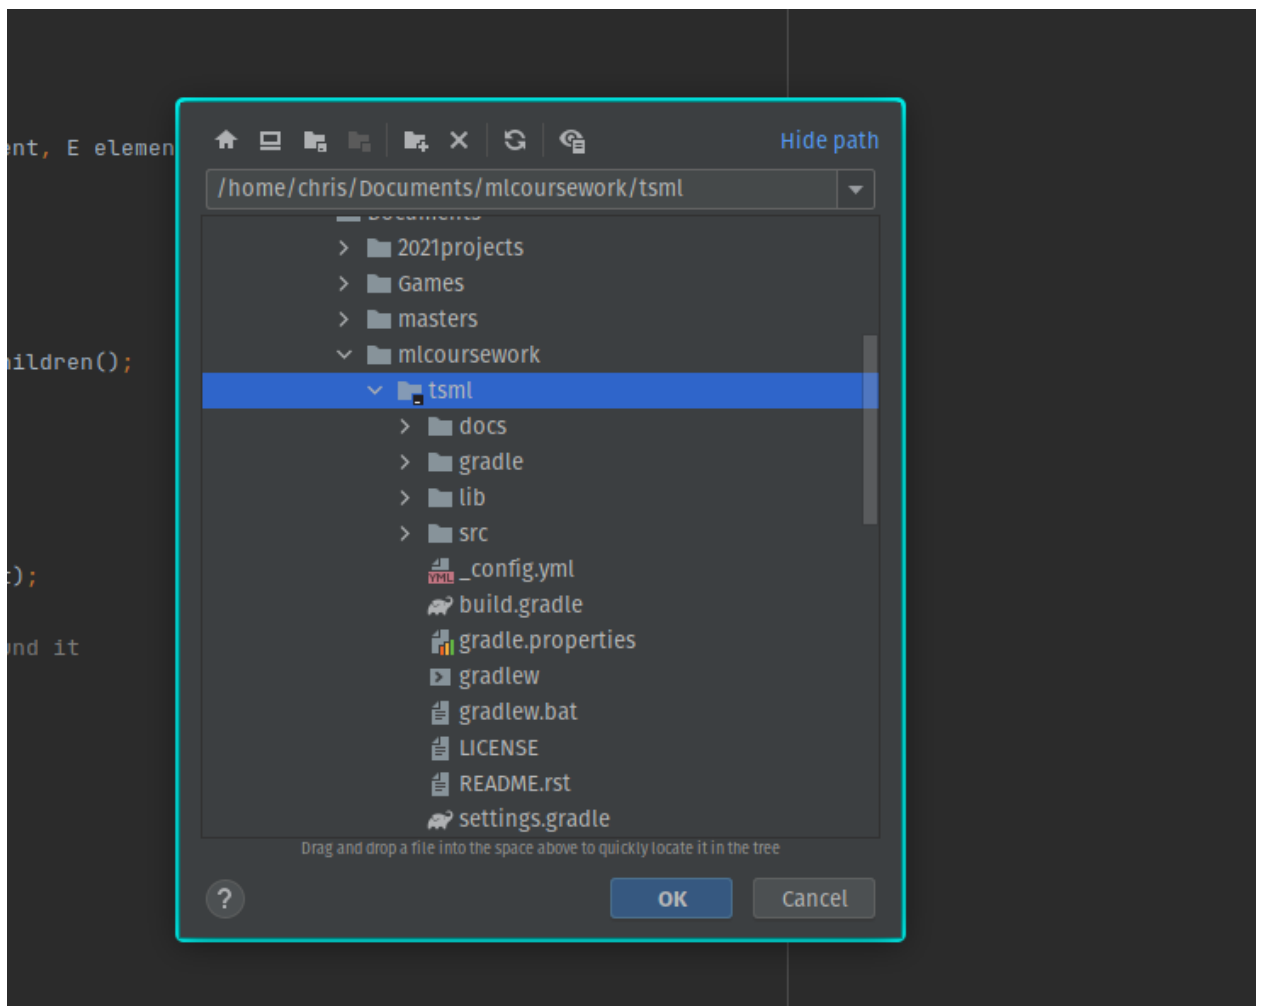 Hide path
/home/chris/Documents/mlcoursework/tsml
Documents
2021projects
Games
masters
mlcoursework
tsml
docs
gradle
lib
src
_config.yml
build.gradle
gradle.properties
gradlew
gradlew.bat
LICENSE
README.rst
settings.gradle
Drag and drop a file into the space above to quickly locate it in the tree
? OK Cancel
ent, E elemen
ildren();
);
und it